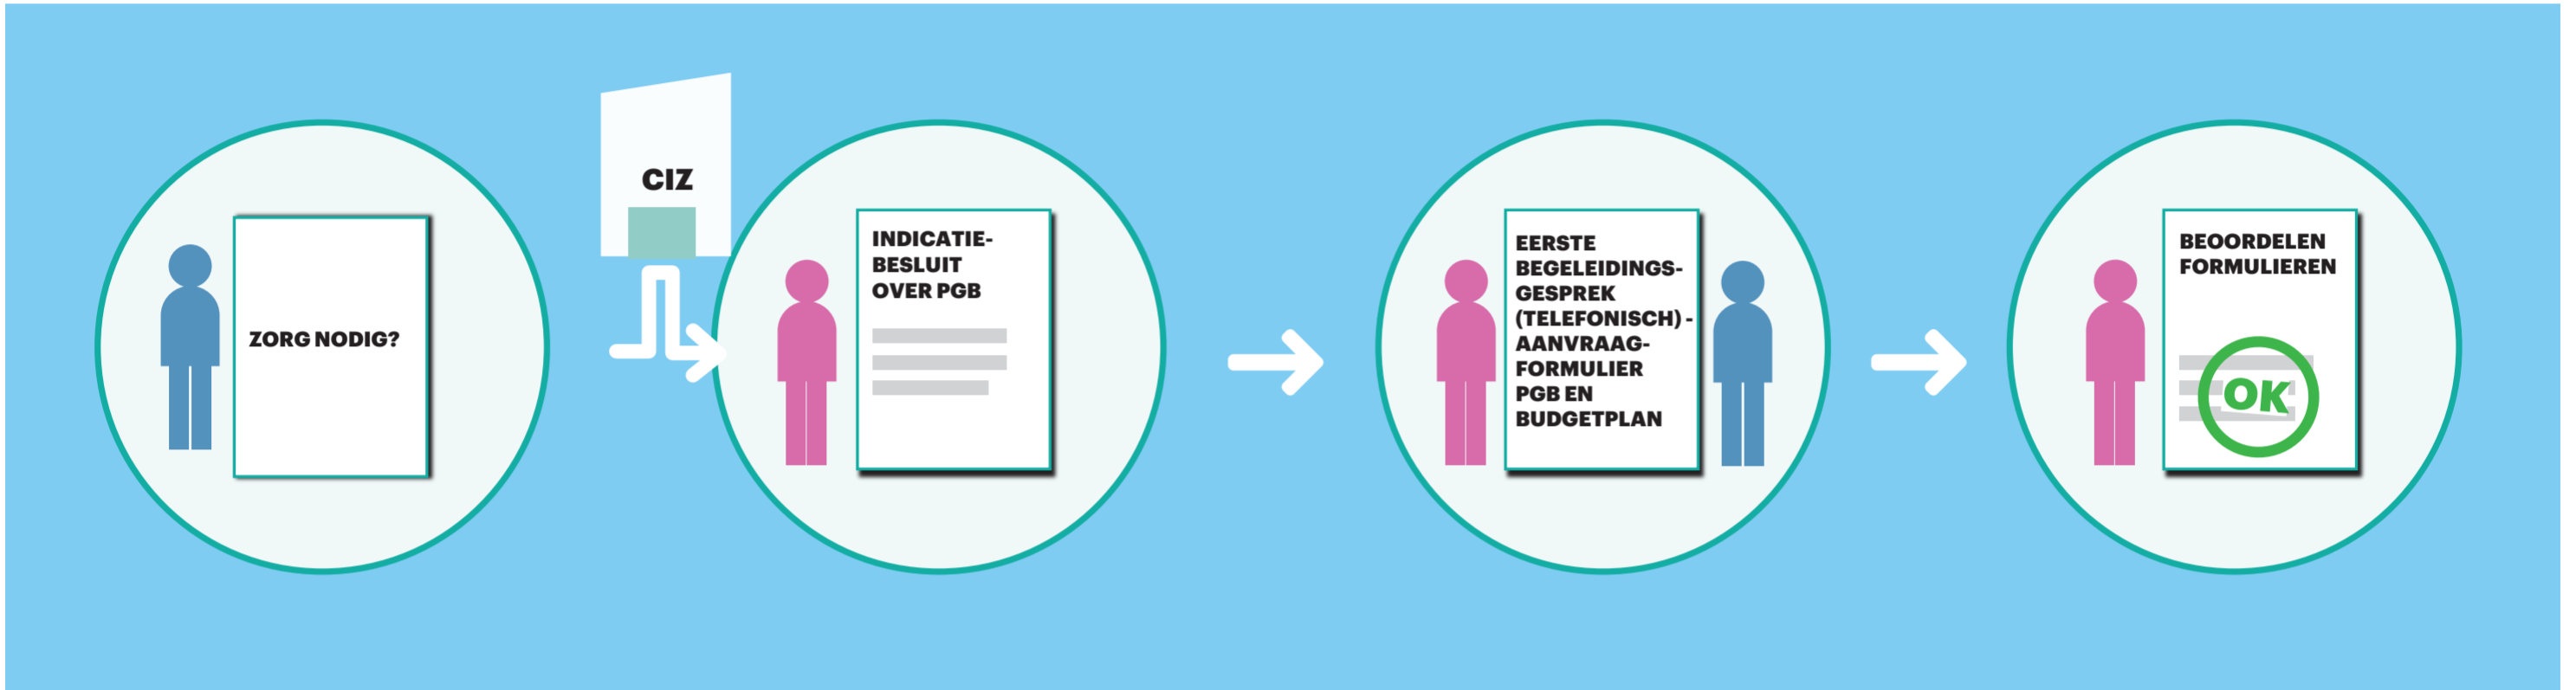 ZORG NODIG?
CIZ
INDICATIE-
BESLUIT
OVER PGB
EERSTE
BEGELEIDINGS-
GESPREK
(TELEFONISCH) -
AANVRAAG-
FORMULIER
PGB EN
BUDGETPLAN
BEOORDELEN
FORMULIEREN
OK